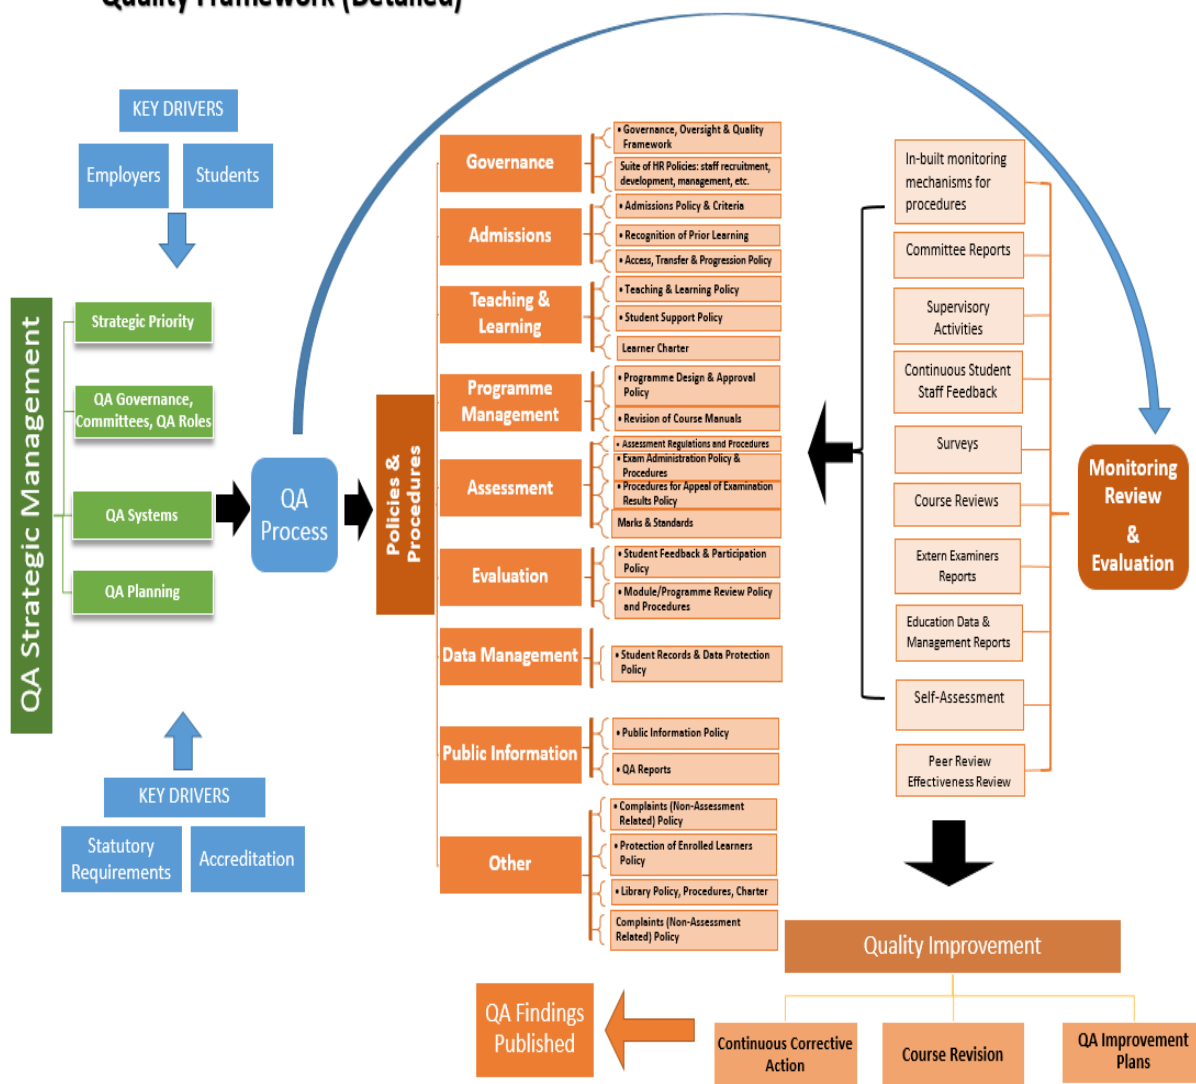 Quality Framework (Detailed)
KEY DRIVERS
Employers
Students
QA Strategic Management
Strategic Priority
QA Governance,
Committees, QA Roles
QA Systems
QA Planning
KEY DRIVERS
Statutory
Requirements
Accreditation
QA
Process
Policies &
Procedures
Governance
• Governance, Oversight & Quality
Framework
Suite of HR Policies: staff recruitment,
development, management, etc.
Admissions
• Admissions Policy & Criteria
• Recognition of Prior Learning
• Access, Transfer & Progression Policy
Teaching &
Learning
• Teaching & Learning Policy
• Student Support Policy
Learner Charter
Programme
Management
• Programme Design & Approval
Policy
• Revision of Course Manuals
Assessment
• Assessment Regulations and Procedures
• Exam Administration Policy &
Procedures
• Procedures for Appeal of Examination
Results Policy
Marks & Standards
Evaluation
• Student Feedback & Participation
Policy
• Module/Programme Review Policy
and Procedures
Data Management
• Student Records & Data Protection
Policy
Public Information
• Public Information Policy
• QA Reports
Other
• Complaints (Non-Assessment
Related) Policy
• Protection of Enrolled Learners
Policy
• Library Policy, Procedures, Charter
Complaints (Non-Assessment
Related) Policy
In-built monitoring
mechanisms for
procedures
Committee Reports
Supervisory
Activities
Continuous Student
Staff Feedback
Surveys
Course Reviews
Extern Examiners
Reports
Education Data &
Management Reports
Self-Assessment
Peer Review
Effectiveness Review
Monitoring
Review
&
Evaluation
Quality Improvement
Continuous Corrective
Action
Course Revision
QA Improvement
Plans
QA Findings
Published